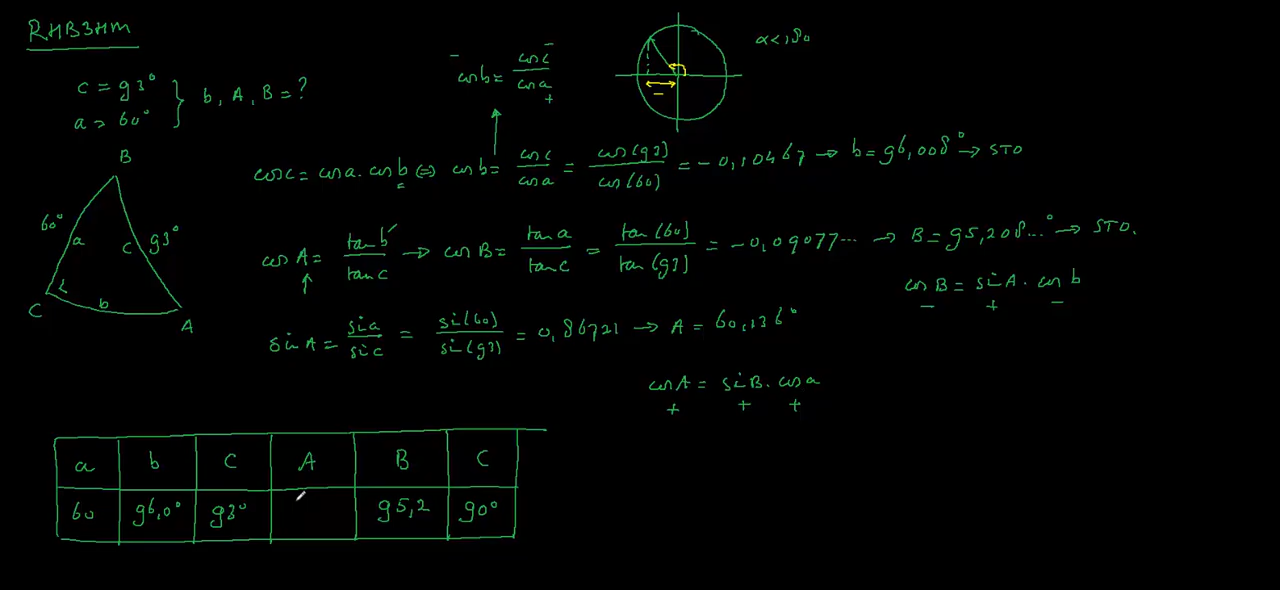 RHB3HM
c = 93°
a = 60°
b, A, B = ?
cos b = cos c / cos a
- - +
α < 180
-
B
60° a c 93°
C b A
cos c = cos a . cos b ⇔ cos b = cos c / cos a = cos(93) / cos(60) = -0,10467 → b = 96,008° → STO
cos A = tan b / tan c → cos B = tan a / tan c = tan(60) / tan(93) = -0,09077... → B = 95,208...° → STO.
cos B = sin A . cos b
- + -
sin A = sin a / sin c = sin(60) / sin(93) = 0,86721 → A = 60,136°
cos A = sin B . cos a
+ + +
a b c A B C
60 96,0° 93° 95,2 90°